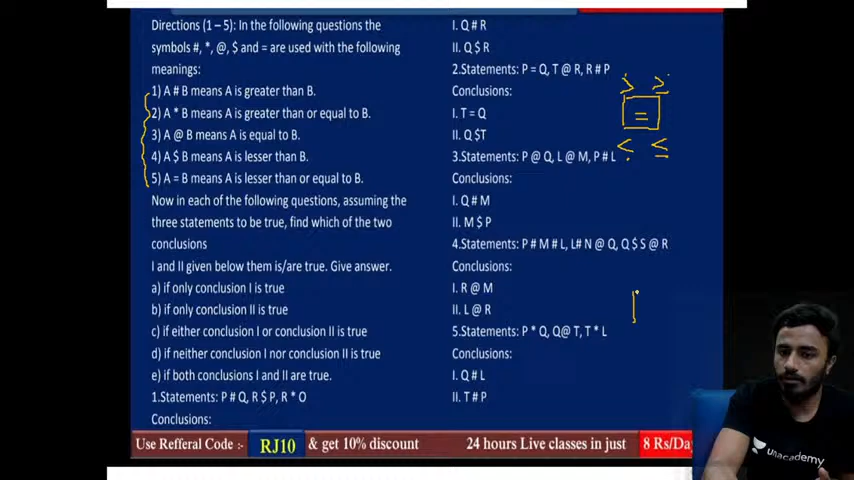 Directions (1 – 5): In the following questions the
symbols #, *, @, $ and = are used with the following
meanings:
1) A # B means A is greater than B.
2) A * B means A is greater than or equal to B.
3) A @ B means A is equal to B.
4) A $ B means A is lesser than B.
5) A = B means A is lesser than or equal to B.
Now in each of the following questions, assuming the
three statements to be true, find which of the two
conclusions
I and II given below them is/are true. Give answer.
a) if only conclusion I is true
b) if only conclusion II is true
c) if either conclusion I or conclusion II is true
d) if neither conclusion I nor conclusion II is true
e) if both conclusions I and II are true.
1.Statements: P # Q, R $ P, R * O
Conclusions:
I. Q # R
II. Q $ R
2.Statements: P = Q, T @ R, R # P
Conclusions:
I. T = Q
II. Q $T
3.Statements: P @ Q, L @ M, P # L
Conclusions:
I. Q # M
II. M $ P
4.Statements: P # M # L, L# N @ Q, Q $ S @ R
Conclusions:
I. R @ M
II. L @ R
5.Statements: P * Q, Q@ T, T * L
Conclusions:
I. Q # L
II. T # P
> ≥
=
< ≤
unacademy
Use Refferal Code :- RJ10 & get 10% discount 24 hours Live classes in just 8 Rs/Da